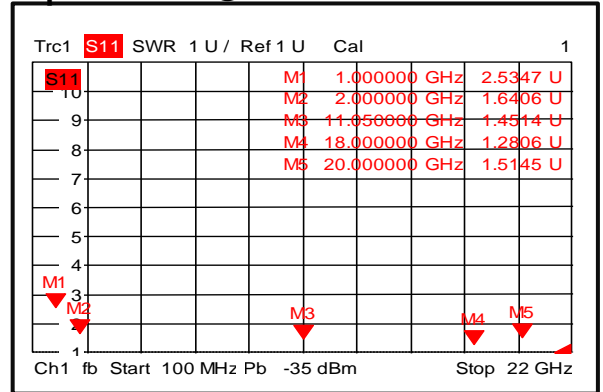 Trc1 S11 SWR 1 U / Ref 1 U Cal 1
S11
M1 1.000000 GHz 2.5347 U
10
M2 2.000000 GHz 1.6406 U
9
M3 11.050000 GHz 1.4514 U
M4 18.000000 GHz 1.2806 U
8
M5 20.000000 GHz 1.5145 U
7
6
5
4
M1
3
M2
M3
M4
M5
2
1
Ch1 fb Start 100 MHz Pb -35 dBm Stop 22 GHz